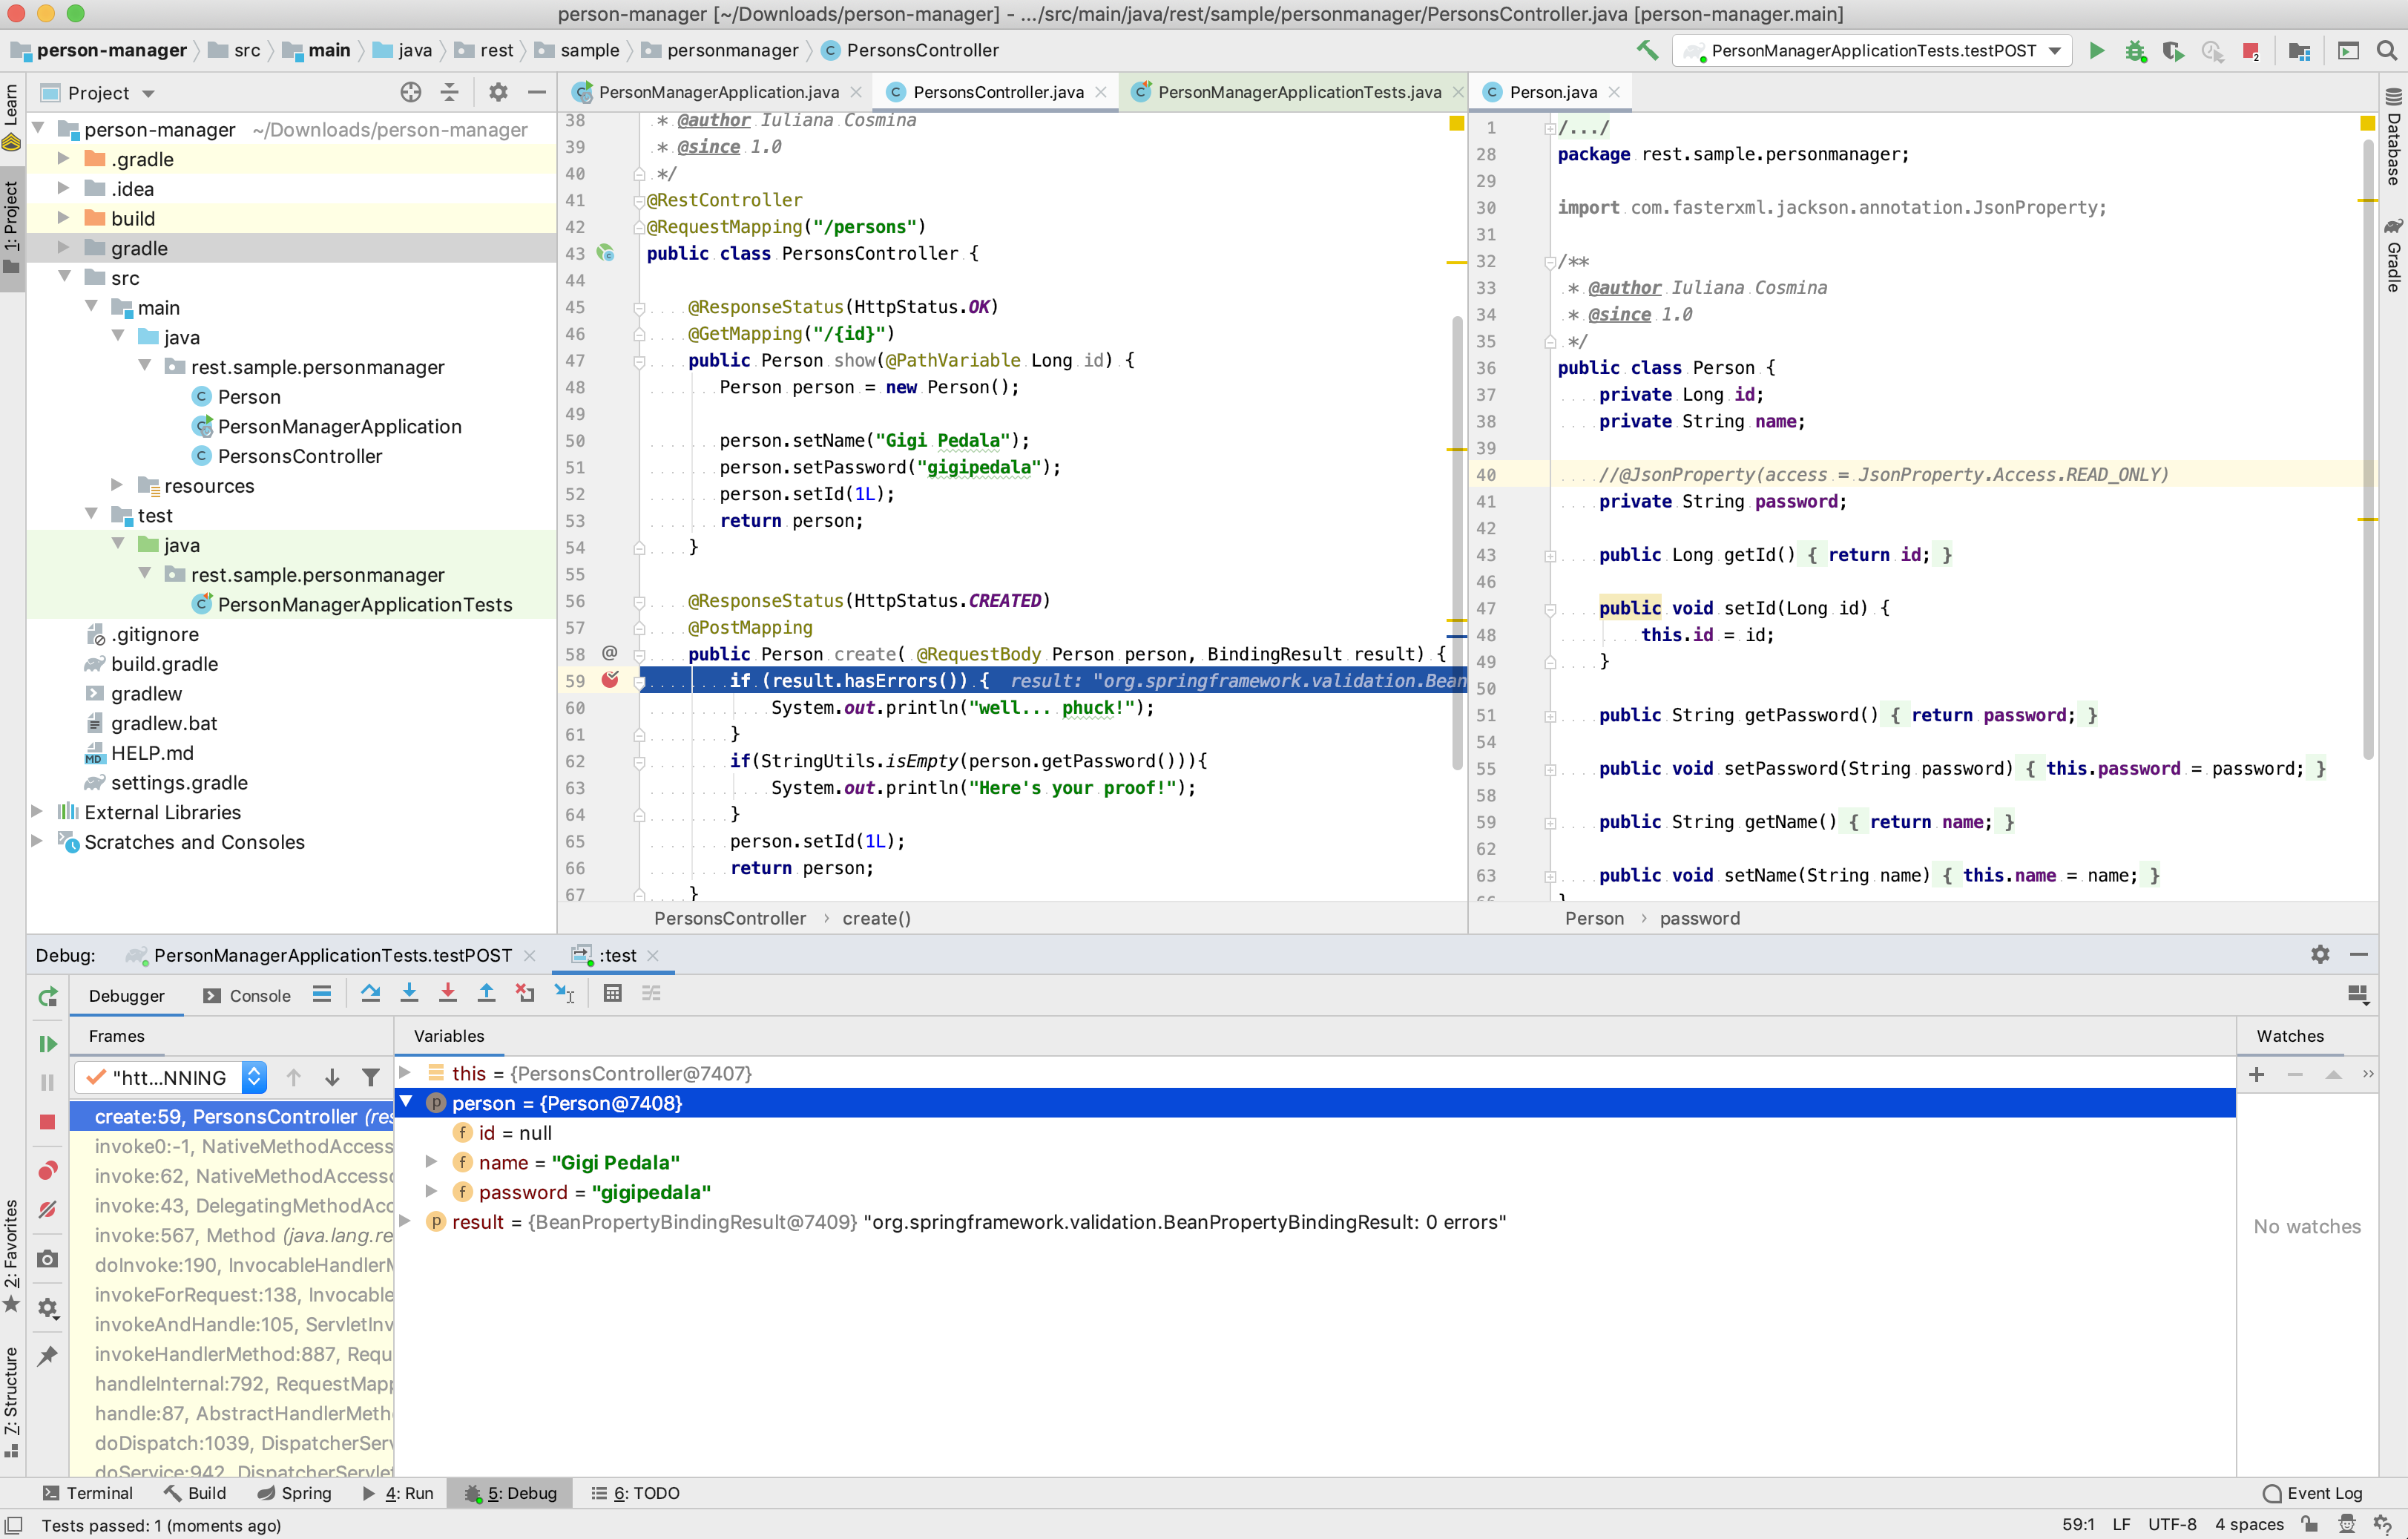 person-manager [~/Downloads/person-manager] - .../src/main/java/rest/sample/personmanager/PersonsController.java [person-manager.main]
person-manager src main java rest sample personmanager PersonsController PersonManagerApplicationTests.testPOST
Learn
1: Project
2: Favorites
7: Structure
Project
person-manager ~/Downloads/person-manager
.gradle
.idea
build
gradle
src
main
java
rest.sample.personmanager
Person
PersonManagerApplication
PersonsController
resources
test
java
rest.sample.personmanager
PersonManagerApplicationTests
.gitignore
build.gradle
gradlew
gradlew.bat
HELP.md
settings.gradle
External Libraries
Scratches and Consoles
PersonManagerApplication.java PersonsController.java PersonManagerApplicationTests.java Person.java
38 * @author Iuliana Cosmina
39 * @since 1.0
40 */
41 @RestController
42 @RequestMapping("/persons")
43 public class PersonsController {
44
45 @ResponseStatus(HttpStatus.OK)
46 @GetMapping("/{id}")
47 public Person show(@PathVariable Long id) {
48 Person person = new Person();
49
50 person.setName("Gigi Pedala");
51 person.setPassword("gigipedala");
52 person.setId(1L);
53 return person;
54 }
55
56 @ResponseStatus(HttpStatus.CREATED)
57 @PostMapping
58 @ public Person create( @RequestBody Person person, BindingResult result) {
59 if (result.hasErrors()) { result: "org.springframework.validation.Bean
60 System.out.println("well... phuck!");
61 }
62 if(StringUtils.isEmpty(person.getPassword())){
63 System.out.println("Here's your proof!");
64 }
65 person.setId(1L);
66 return person;
67 }
PersonsController › create()
1 /.../
28 package rest.sample.personmanager;
29
30 import com.fasterxml.jackson.annotation.JsonProperty;
31
32 /**
33 * @author Iuliana Cosmina
34 * @since 1.0
35 */
36 public class Person {
37 private Long id;
38 private String name;
39
40 //@JsonProperty(access = JsonProperty.Access.READ_ONLY)
41 private String password;
42
43 public Long getId() { return id; }
46
47 public void setId(Long id) {
48 this.id = id;
49 }
50
51 public String getPassword() { return password; }
54
55 public void setPassword(String password) { this.password = password; }
58
59 public String getName() { return name; }
62
63 public void setName(String name) { this.name = name; }
66 }
Person › password
Database
Gradle
Debug: PersonManagerApplicationTests.testPOST :test
Debugger Console
Frames Variables Watches
"htt...NNING
create:59, PersonsController (res
invoke0:-1, NativeMethodAccess
invoke:62, NativeMethodAccesso
invoke:43, DelegatingMethodAcc
invoke:567, Method (java.lang.re
doInvoke:190, InvocableHandlerM
invokeForRequest:138, Invocable
invokeAndHandle:105, ServletInv
invokeHandlerMethod:887, Requ
handleInternal:792, RequestMapp
handle:87, AbstractHandlerMeth
doDispatch:1039, DispatcherServ
doService:942, DispatcherServlet
this = {PersonsController@7407}
person = {Person@7408}
id = null
name = "Gigi Pedala"
password = "gigipedala"
result = {BeanPropertyBindingResult@7409} "org.springframework.validation.BeanPropertyBindingResult: 0 errors"
No watches
Terminal Build Spring 4: Run 5: Debug 6: TODO Event Log
Tests passed: 1 (moments ago) 59:1 LF UTF-8 4 spaces